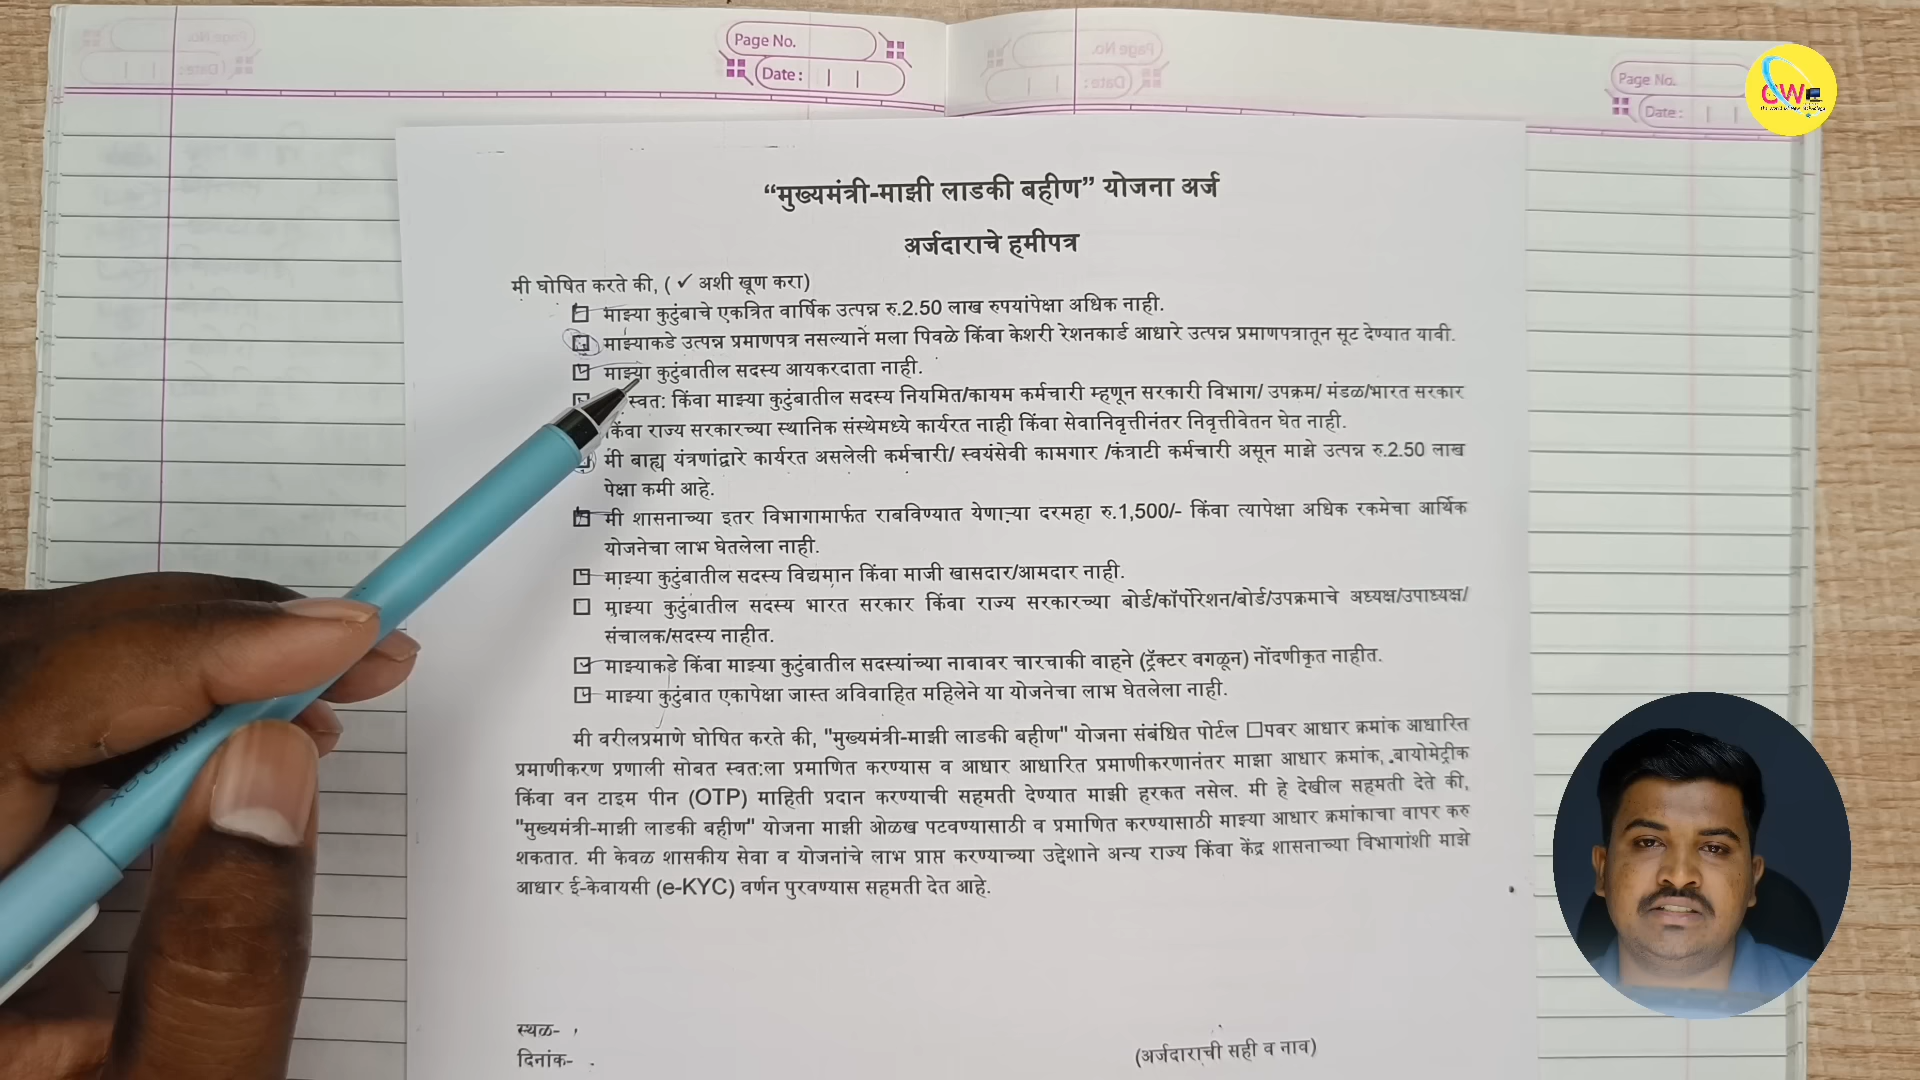 Page No.
Date :
Page No.
Date :
Page No.
Date :
CW
"मुख्यमंत्री-माझी लाडकी बहीण" योजना अर्ज
अर्जदाराचे हमीपत्र
मी घोषित करते की, ( ✓ अशी खूण करा)
माझ्या कुटुंबाचे एकत्रित वार्षिक उत्पन्न रु.2.50 लाख रुपयांपेक्षा अधिक नाही.
माझ्याकडे उत्पन्न प्रमाणपत्र नसल्याने मला पिवळे किंवा केशरी रेशनकार्ड आधारे उत्पन्न प्रमाणपत्रातून सूट देण्यात यावी.
माझ्या कुटुंबातील सदस्य आयकरदाता नाही.
स्वत: किंवा माझ्या कुटुंबातील सदस्य नियमित/कायम कर्मचारी म्हणून सरकारी विभाग/ उपक्रम/ मंडळ/भारत सरकार
किंवा राज्य सरकारच्या स्थानिक संस्थेमध्ये कार्यरत नाही किंवा सेवानिवृत्तीनंतर निवृत्तीवेतन घेत नाही.
मी बाह्य यंत्रणांद्वारे कार्यरत असलेली कर्मचारी/ स्वयंसेवी कामगार /कंत्राटी कर्मचारी असून माझे उत्पन्न रु.2.50 लाख
पेक्षा कमी आहे.
मी शासनाच्या इतर विभागामार्फत राबविण्यात येणाऱ्या दरमहा रु.1,500/- किंवा त्यापेक्षा अधिक रकमेचा आर्थिक
योजनेचा लाभ घेतलेला नाही.
माझ्या कुटुंबातील सदस्य विद्यमान किंवा माजी खासदार/आमदार नाही.
माझ्या कुटुंबातील सदस्य भारत सरकार किंवा राज्य सरकारच्या बोर्ड/कॉर्पोरेशन/बोर्ड/उपक्रमाचे अध्यक्ष/उपाध्यक्ष/
संचालक/सदस्य नाहीत.
माझ्याकडे किंवा माझ्या कुटुंबातील सदस्यांच्या नावावर चारचाकी वाहने (ट्रॅक्टर वगळून) नोंदणीकृत नाहीत.
माझ्या कुटुंबात एकापेक्षा जास्त अविवाहित महिलेने या योजनेचा लाभ घेतलेला नाही.
मी वरीलप्रमाणे घोषित करते की, "मुख्यमंत्री-माझी लाडकी बहीण" योजना संबंधित पोर्टल □पवर आधार क्रमांक आधारित
प्रमाणीकरण प्रणाली सोबत स्वत:ला प्रमाणित करण्यास व आधार आधारित प्रमाणीकरणानंतर माझा आधार क्रमांक, बायोमेट्रीक
किंवा वन टाइम पीन (OTP) माहिती प्रदान करण्याची सहमती देण्यात माझी हरकत नसेल. मी हे देखील सहमती देते की,
"मुख्यमंत्री-माझी लाडकी बहीण" योजना माझी ओळख पटवण्यासाठी व प्रमाणित करण्यासाठी माझ्या आधार क्रमांकाचा वापर करु
शकतात. मी केवळ शासकीय सेवा व योजनांचे लाभ प्राप्त करण्याच्या उद्देशाने अन्य राज्य किंवा केंद्र शासनाच्या विभागांशी माझे
आधार ई-केवायसी (e-KYC) वर्णन पुरवण्यास सहमती देत आहे.
स्थळ-
दिनांक-
(अर्जदाराची सही व नाव)